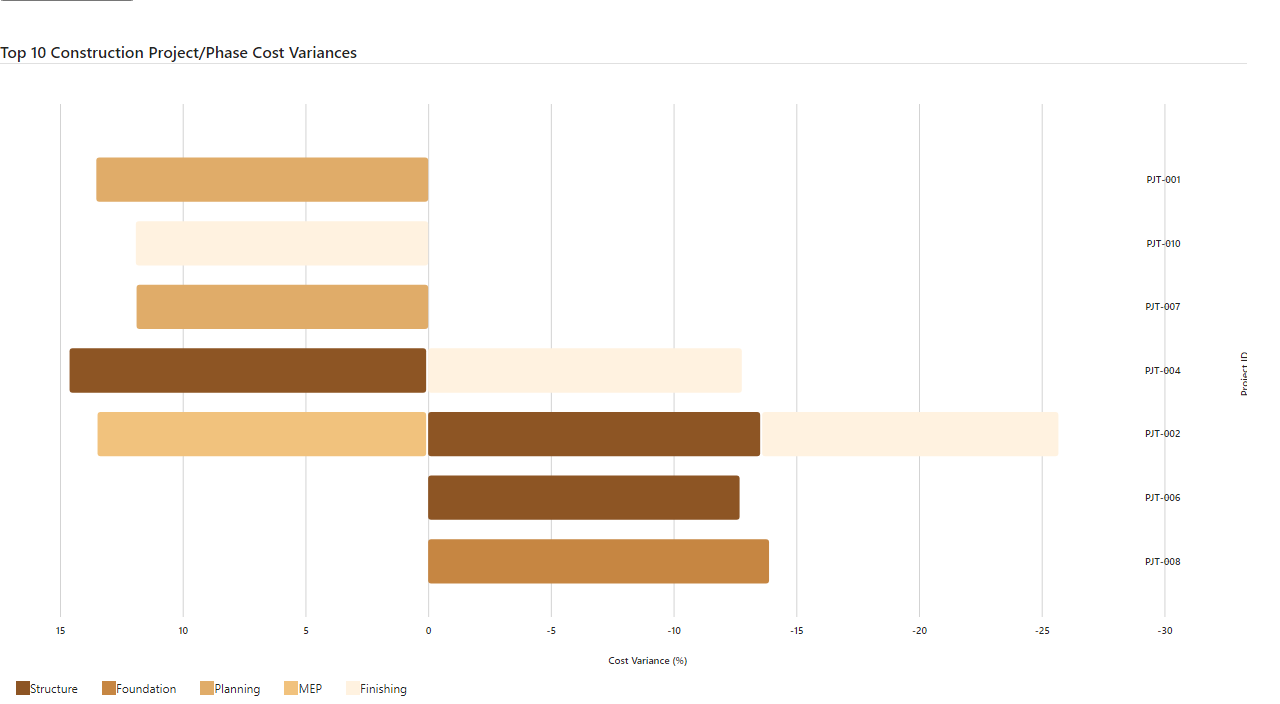 Top 10 Construction Project/Phase Cost Variances
PJT-001
PJT-010
PJT-007
PJT-004
PJT-002
PJT-006
PJT-008
Project ID
15 10 5 0 -5 -10 -15 -20 -25 -30
Cost Variance (%)
Structure Foundation Planning MEP Finishing